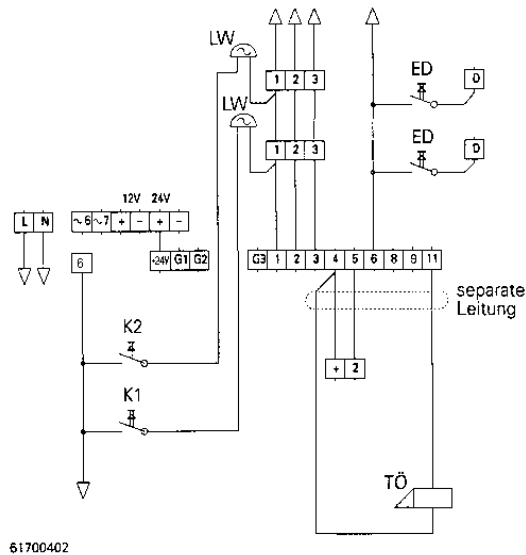 LW
1 2 3
ED
D
LW
1 2 3
ED
D
12V 24V
L N
~6 ~7 + – + –
6
+24V G1 G2
G3 1 2 3 4 5 6 8 9 11
separate
Leitung
K2
+ 2
K1
TÖ
61700402